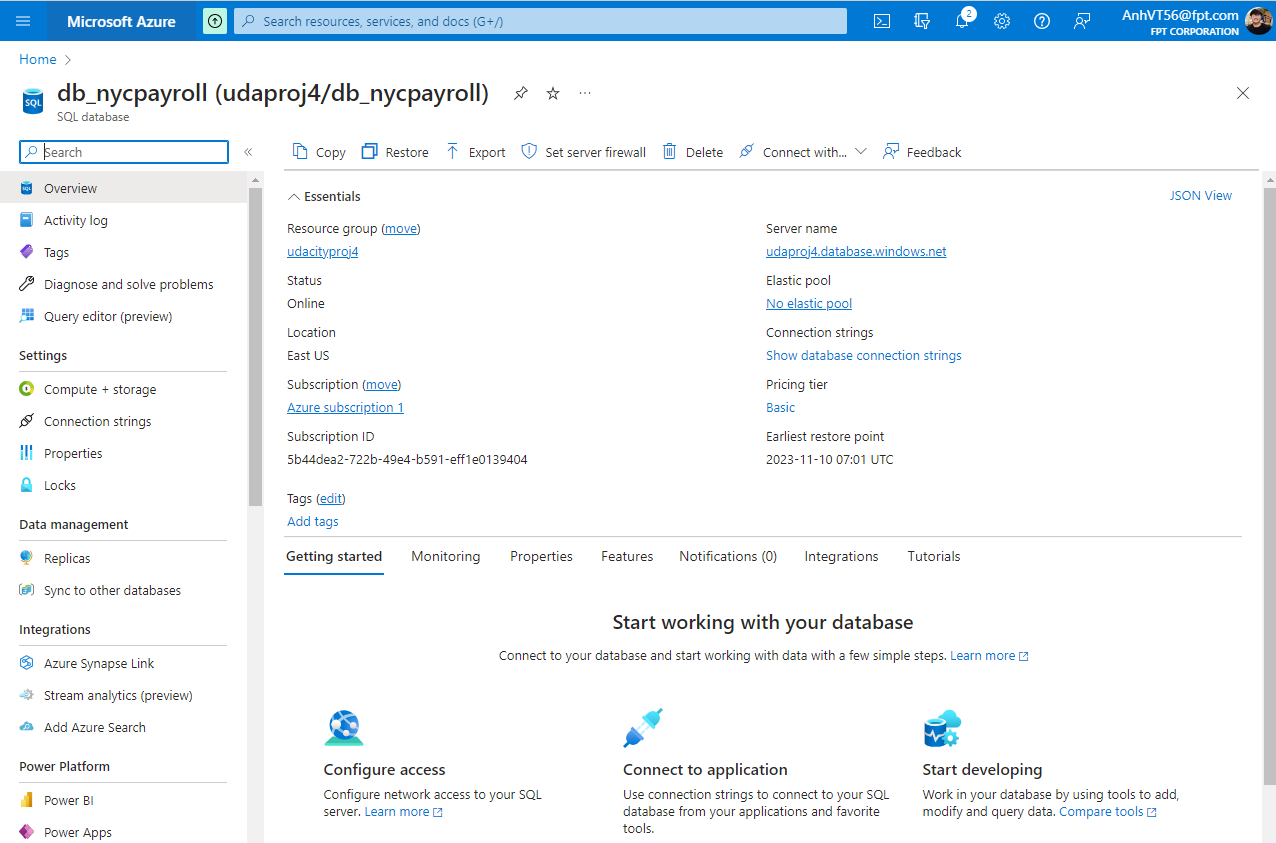 Microsoft Azure
Search resources, services, and docs (G+/)
2
AnhVT56@fpt.com
FPT CORPORATION
Home
db_nycpayroll (udaproj4/db_nycpayroll)
SQL
SQL database
Search
Overview
Activity log
Tags
Diagnose and solve problems
Query editor (preview)
Settings
Compute + storage
Connection strings
Properties
Locks
Data management
Replicas
Sync to other databases
Integrations
Azure Synapse Link
Stream analytics (preview)
Add Azure Search
Power Platform
Power BI
Power Apps
Copy
Restore
Export
Set server firewall
Delete
Connect with...
Feedback
Essentials
JSON View
Resource group (move)
udacityproj4
Status
Online
Location
East US
Subscription (move)
Azure subscription 1
Subscription ID
5b44dea2-722b-49e4-b591-eff1e0139404
Server name
udaproj4.database.windows.net
Elastic pool
No elastic pool
Connection strings
Show database connection strings
Pricing tier
Basic
Earliest restore point
2023-11-10 07:01 UTC
Tags (edit)
Add tags
Getting started
Monitoring
Properties
Features
Notifications (0)
Integrations
Tutorials
Start working with your database
Connect to your database and start working with data with a few simple steps. Learn more
Configure access
Configure network access to your SQL
server. Learn more
Connect to application
Use connection strings to connect to your SQL
database from your applications and favorite
tools.
Start developing
Work in your database by using tools to add,
modify and query data. Compare tools